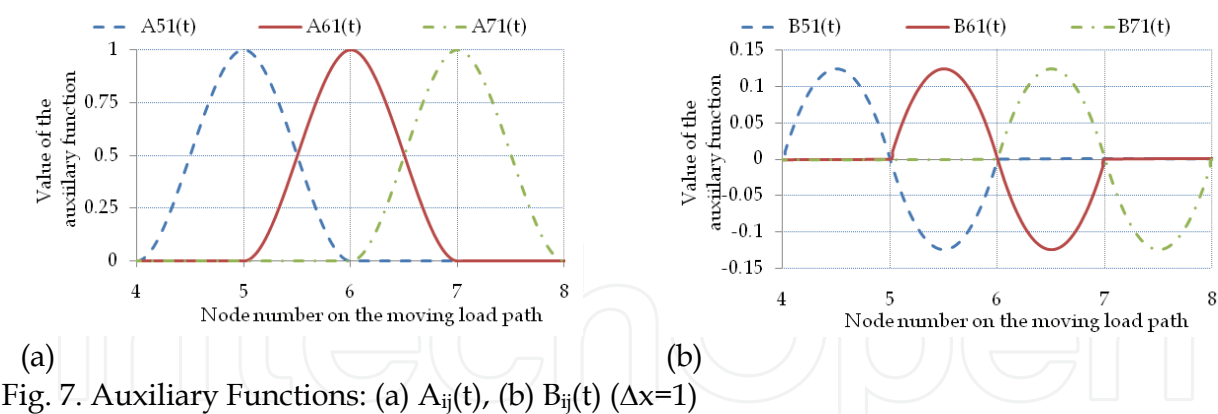 A51(t) A61(t) A71(t)
1
0.75
0.5
0.25
0
Value of the
auxiilary function
4 5 6 7 8
Node number on the moving load path
(a)
B51(t) B61(t) B71(t)
0.15
0.1
0.05
0
-0.05
-0.1
-0.15
Value of the
auxiilary function
4 5 6 7 8
Node number on the moving load path
(b)
intechopen
Fig. 7. Auxiliary Functions: (a) Aij(t), (b) Bij(t) (Δx=1)